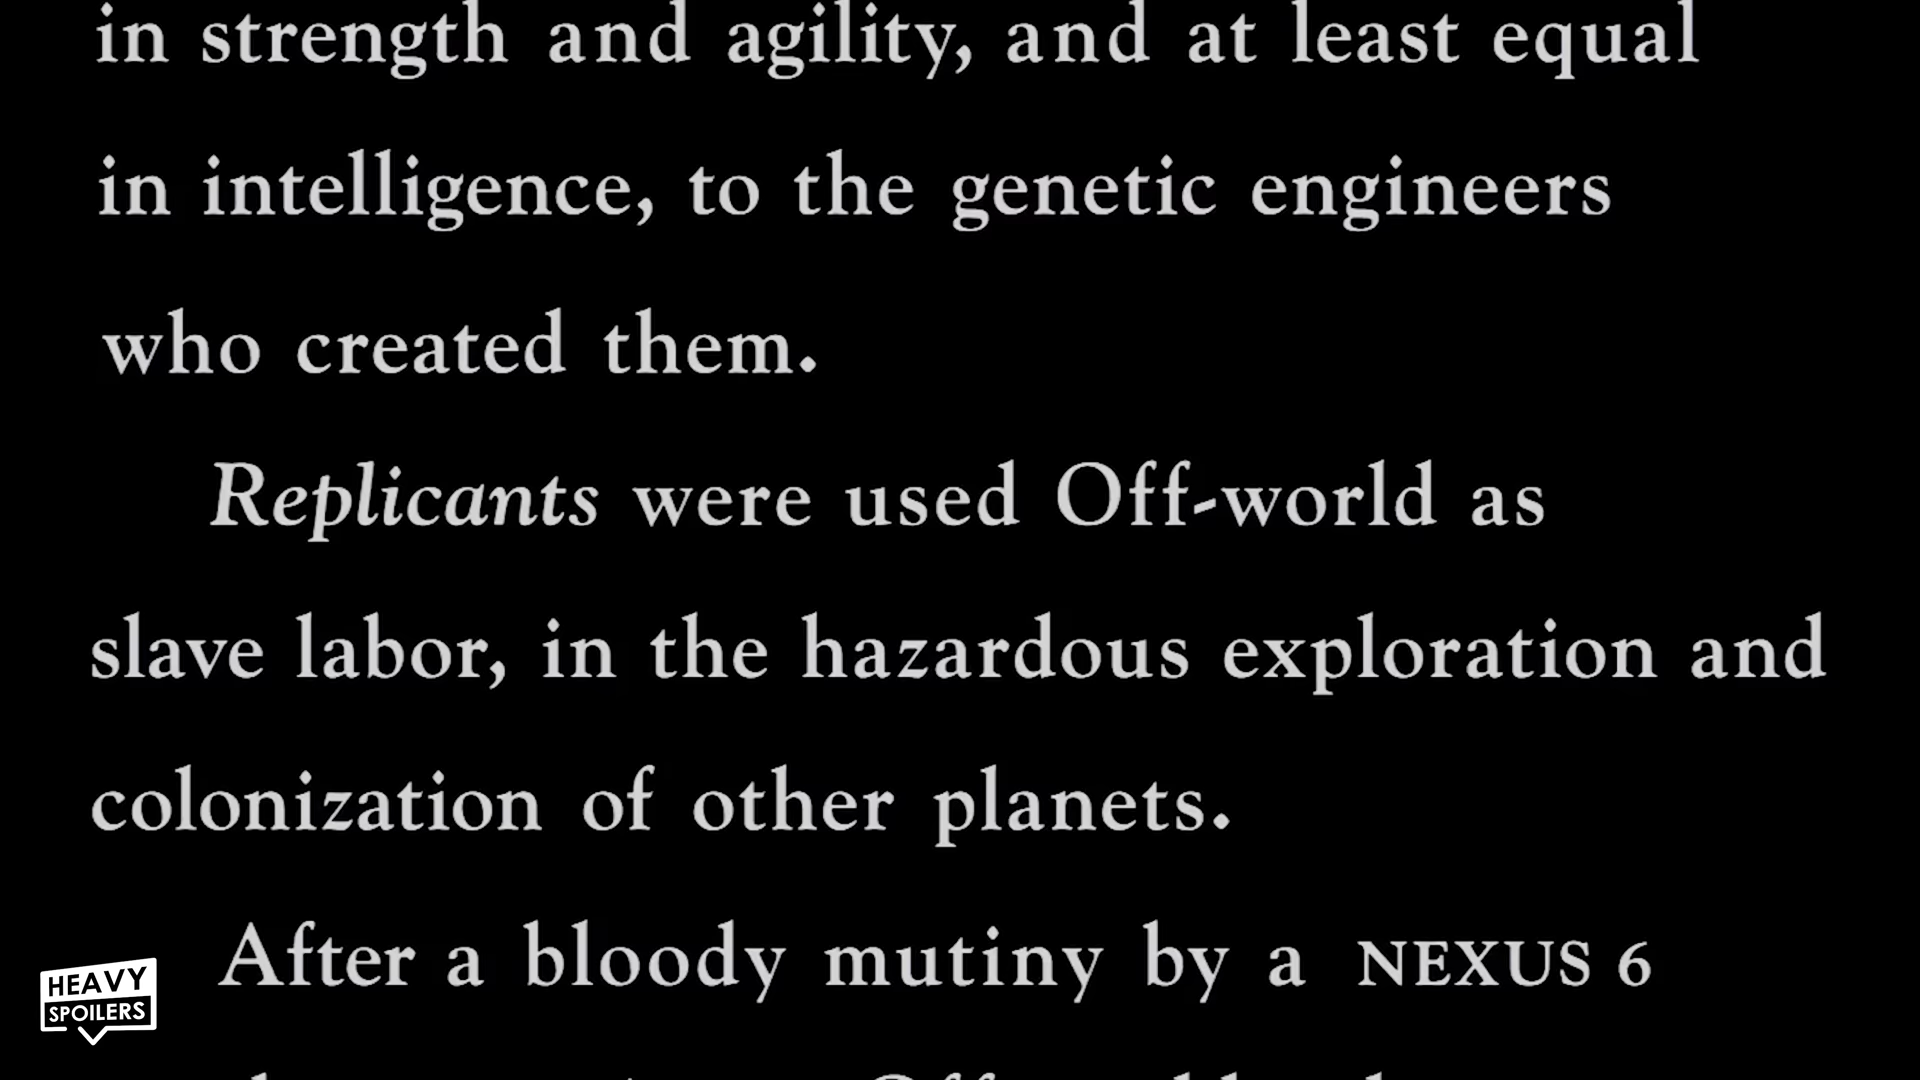 in strength and agility, and at least equal
in intelligence, to the genetic engineers
who created them.
Replicants were used Off-world as
slave labor, in the hazardous exploration and
colonization of other planets.
After a bloody mutiny by a NEXUS 6
HEAVY
SPOILERS